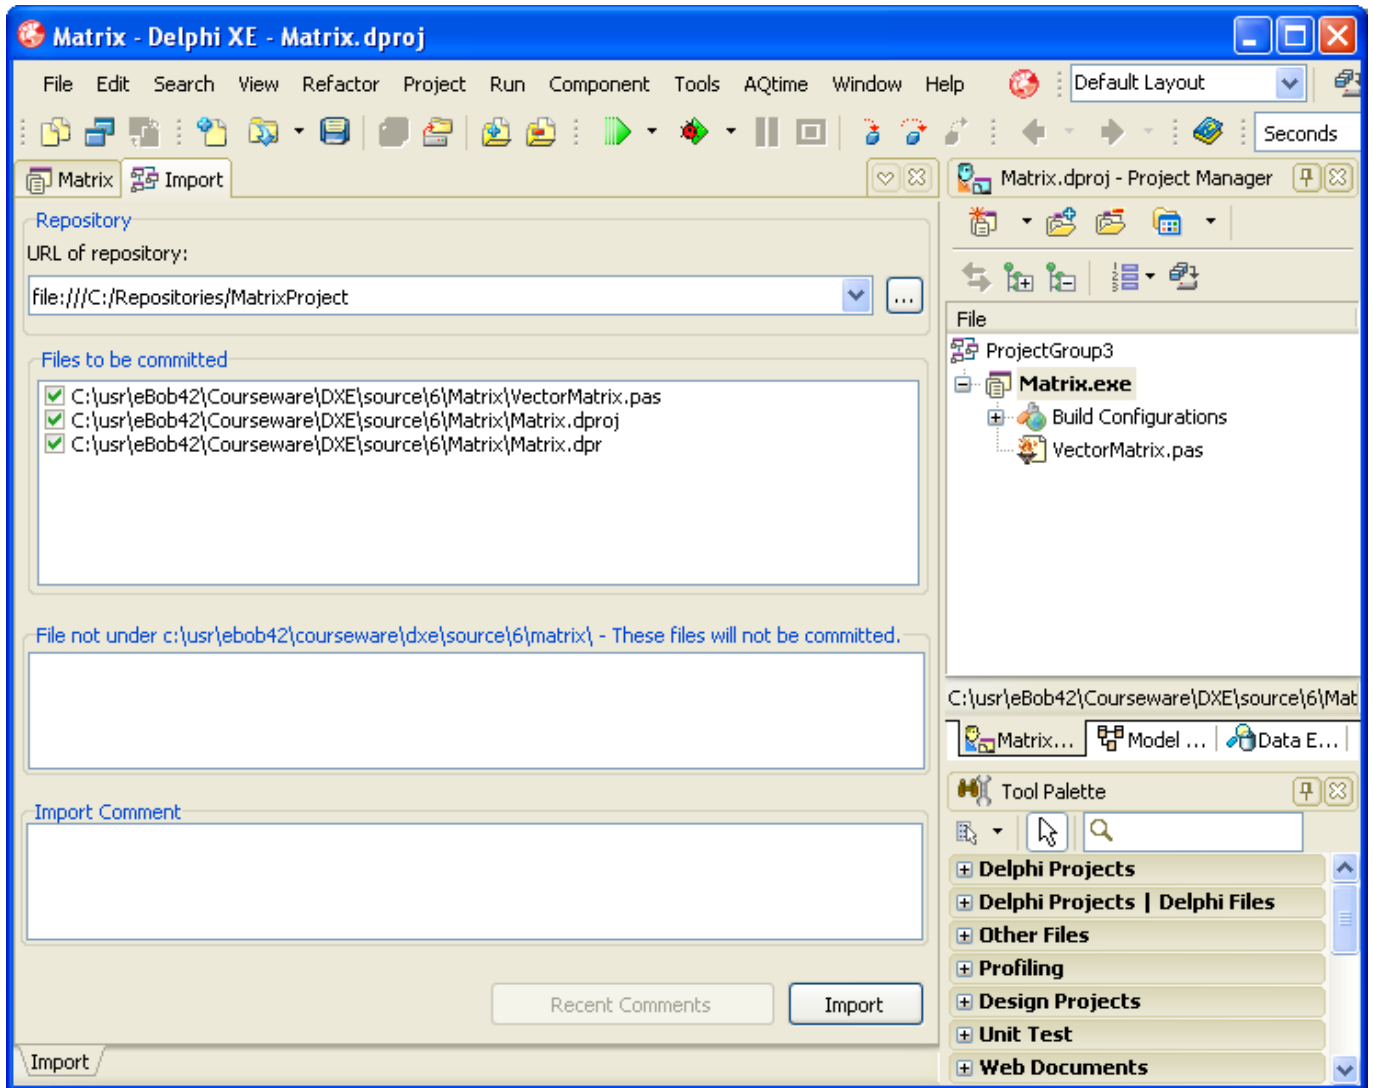 Matrix - Delphi XE - Matrix.dproj
File Edit Search View Refactor Project Run Component Tools AQtime Window Help Default Layout
Seconds
Matrix Import
Repository
URL of repository:
file:///C:/Repositories/MatrixProject
...
Files to be committed
C:\usr\eBob42\Courseware\DXE\source\6\Matrix\VectorMatrix.pas
C:\usr\eBob42\Courseware\DXE\source\6\Matrix\Matrix.dproj
C:\usr\eBob42\Courseware\DXE\source\6\Matrix\Matrix.dpr
File not under c:\usr\ebob42\courseware\dxe\source\6\matrix\ - These files will not be committed.
Import Comment
Recent Comments Import
Import
Matrix.dproj - Project Manager
File
ProjectGroup3
Matrix.exe
Build Configurations
VectorMatrix.pas
C:\usr\eBob42\Courseware\DXE\source\6\Mat
Matrix... Model ... Data E...
Tool Palette
Delphi Projects
Delphi Projects | Delphi Files
Other Files
Profiling
Design Projects
Unit Test
Web Documents